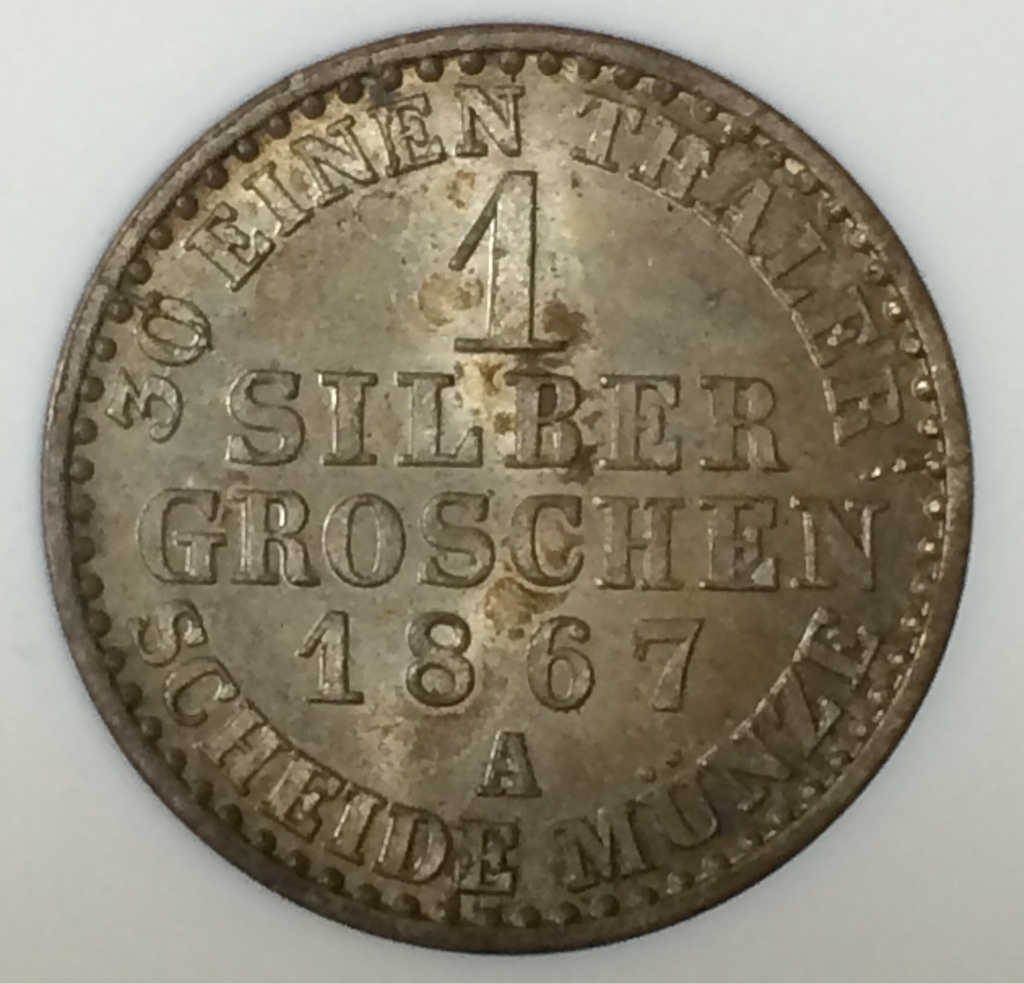 30 EINEN THALER
1
SILBER
GROSCHEN
1867
A
SCHEIDE MÜNZE